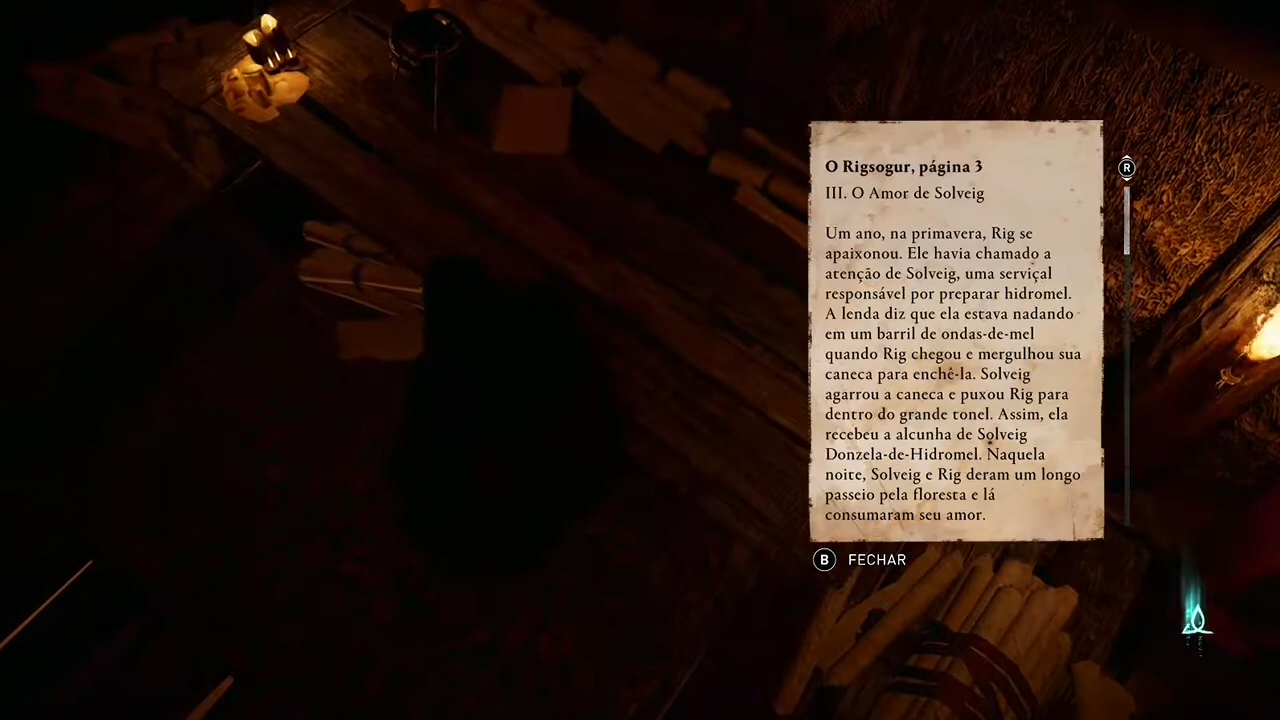 O Rigsogur, página 3
III. O Amor de Solveig
Um ano, na primavera, Rig se
apaixonou. Ele havia chamado a
atenção de Solveig, uma serviçal
responsável por preparar hidromel.
A lenda diz que ela estava nadando
em um barril de ondas-de-mel
quando Rig chegou e mergulhou sua
caneca para enchê-la. Solveig
agarrou a caneca e puxou Rig para
dentro do grande tonel. Assim, ela
recebeu a alcunha de Solveig
Donzela-de-Hidromel. Naquela
noite, Solveig e Rig deram um longo
passeio pela floresta e lá
consumaram seu amor.
R
B FECHAR